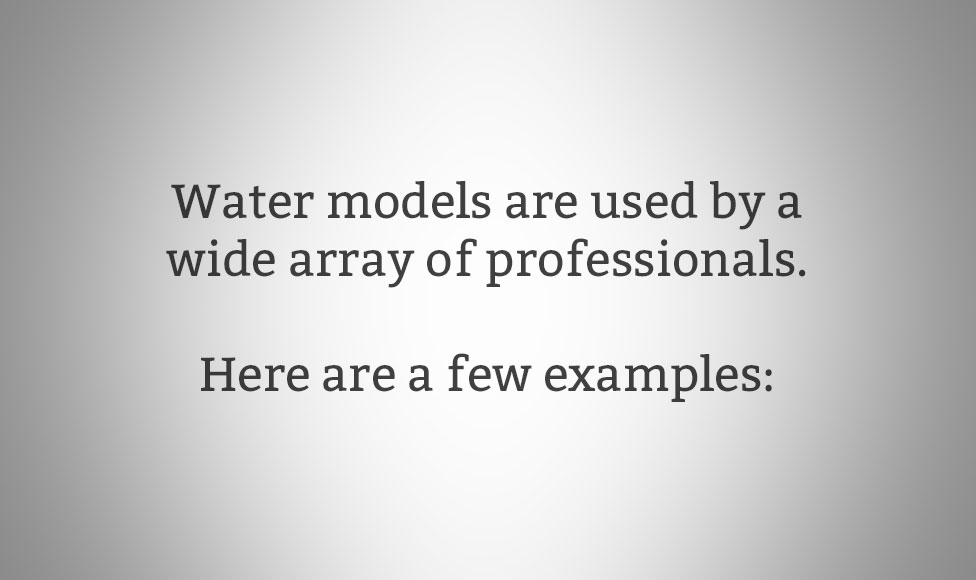 Water models are used by a
wide array of professionals.
Here are a few examples: